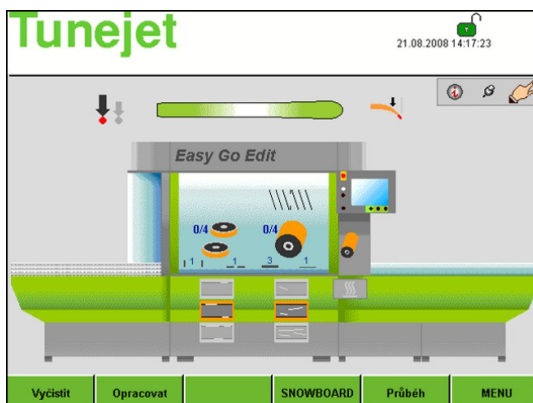 Tunejet
21.08.2008 14:17:23
Easy Go Edit
0/4 0/4
1 1 3 1
Vyčistit Opracovat SNOWBOARD Průběh MENU